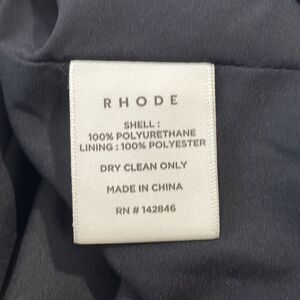 RHODE
SHELL :
100% POLYURETHANE
LINING : 100% POLYESTER
DRY CLEAN ONLY
MADE IN CHINA
RN # 142846